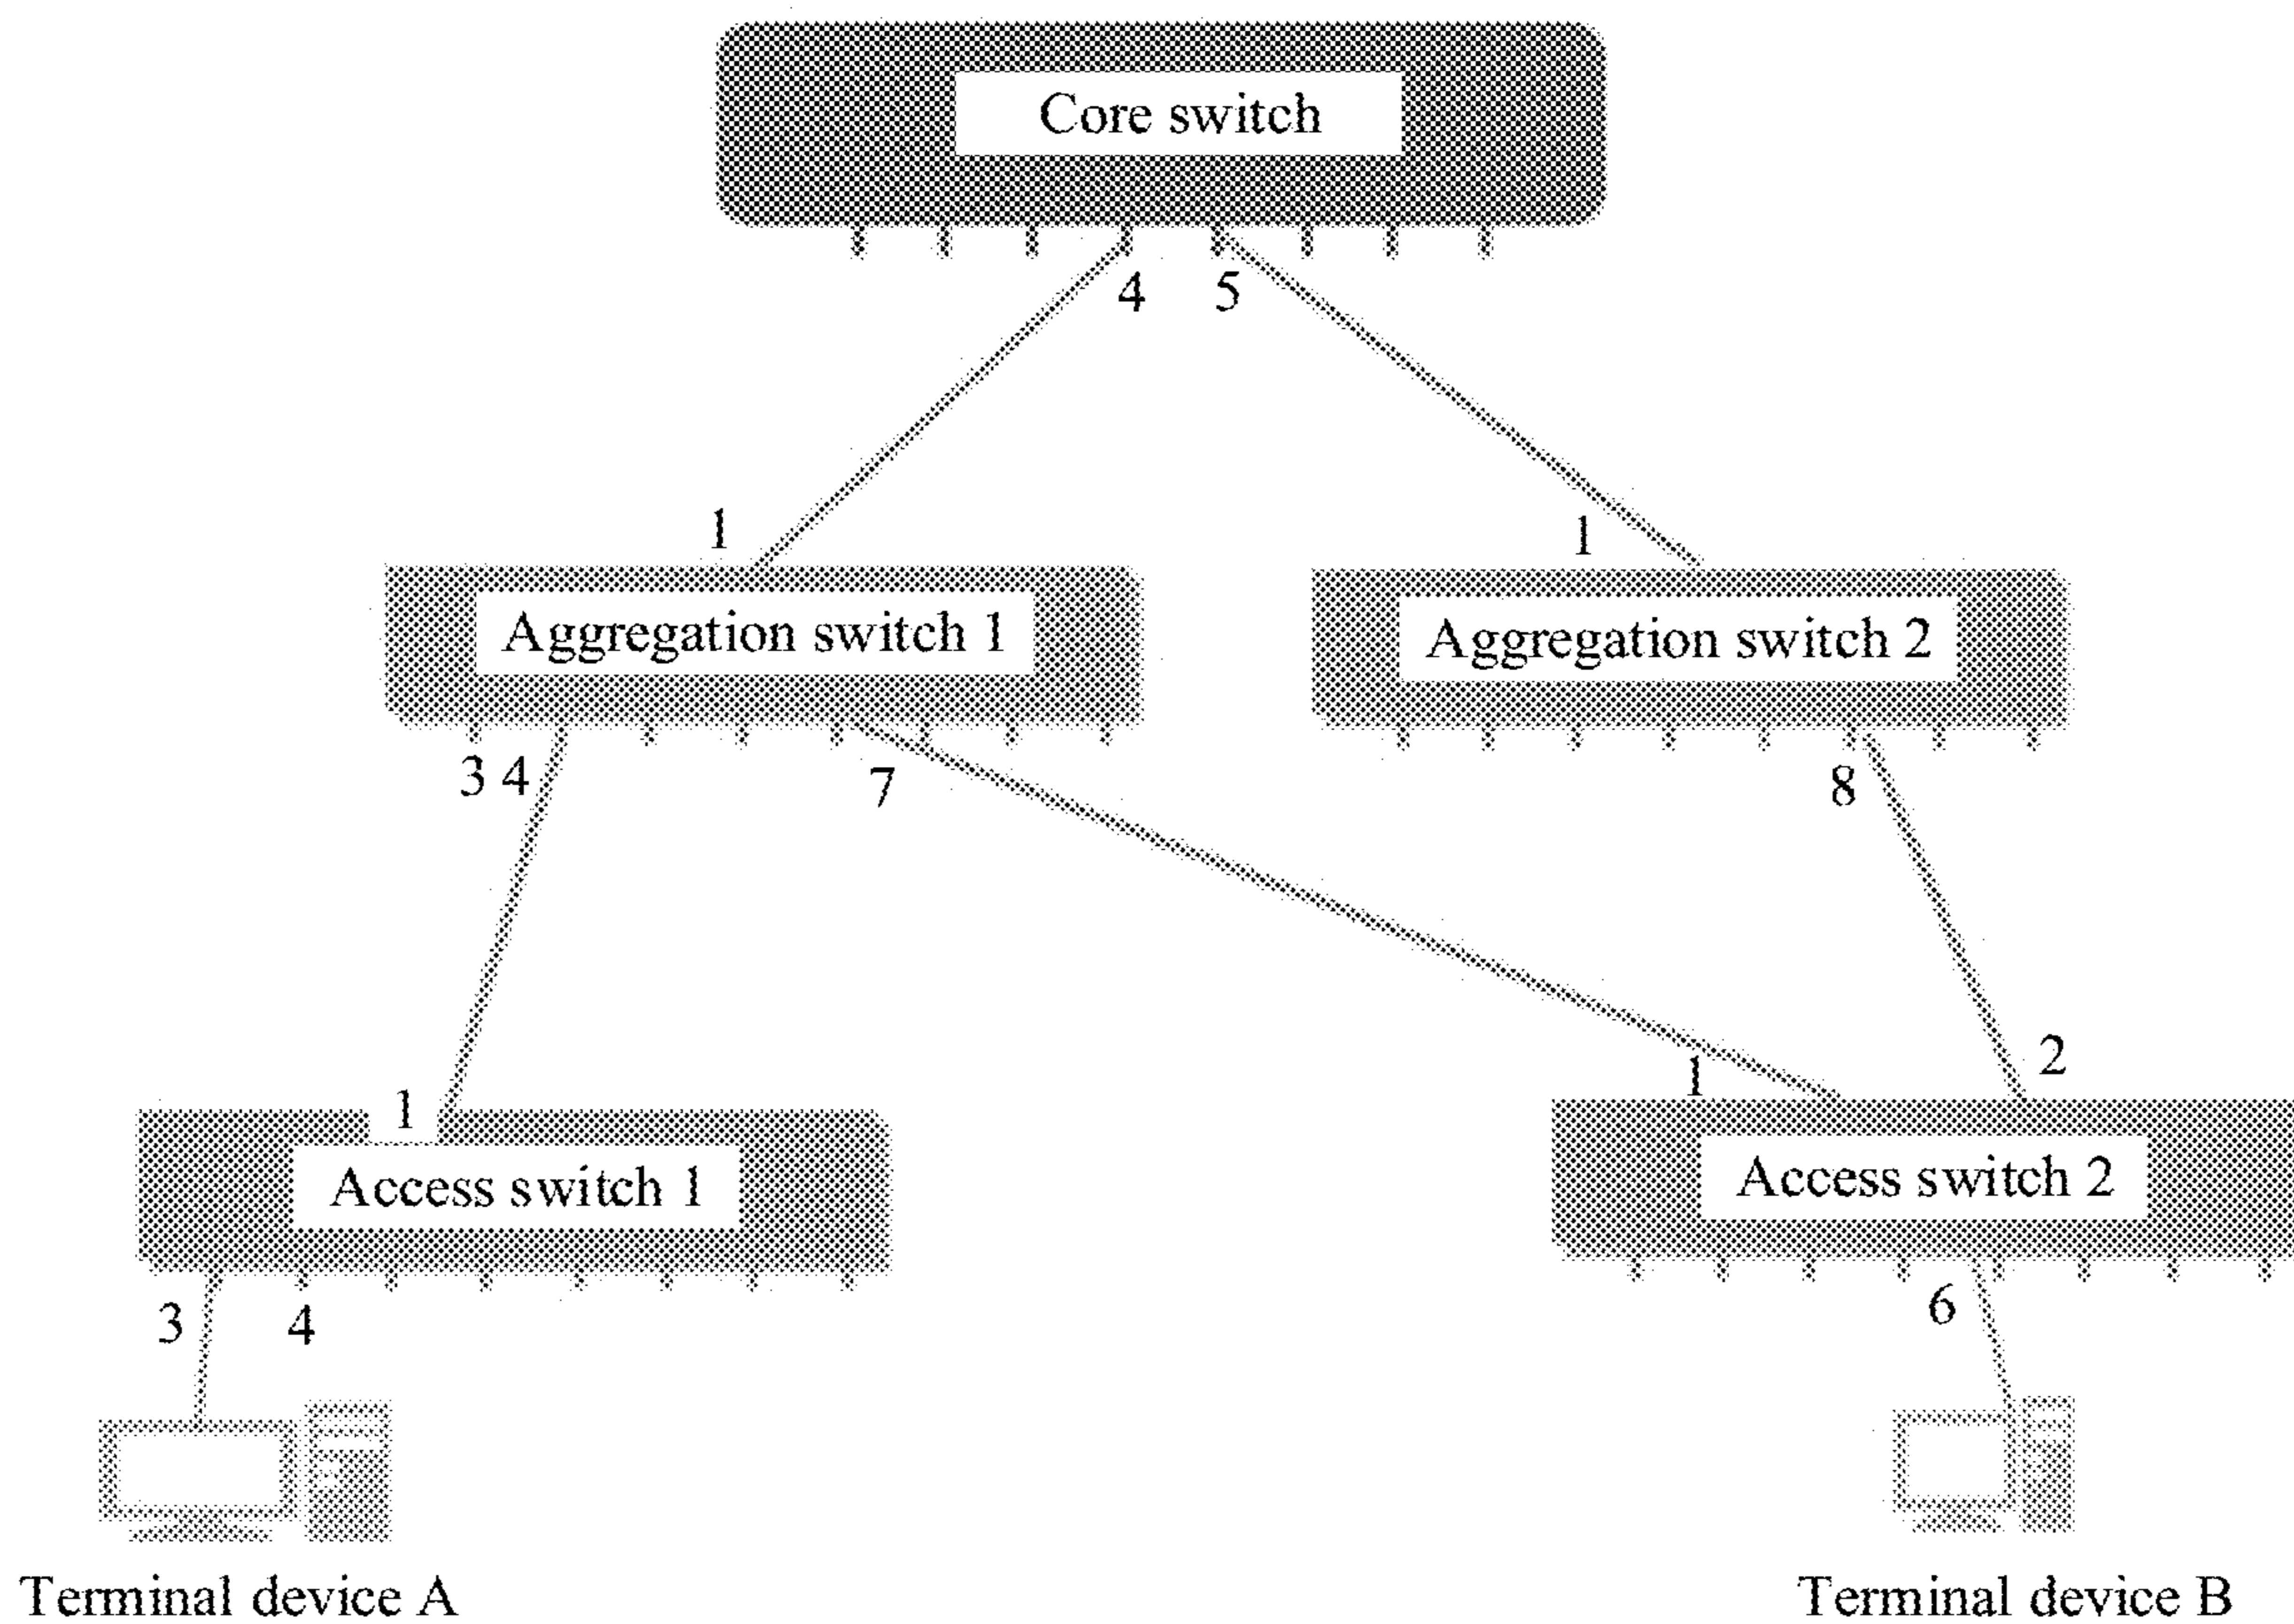 Core switch
4 5
1 1
Aggregation switch 1 Aggregation switch 2
3 4 7 8
1 1 2
Access switch 1 Access switch 2
3 4 6
Terminal device A Terminal device B